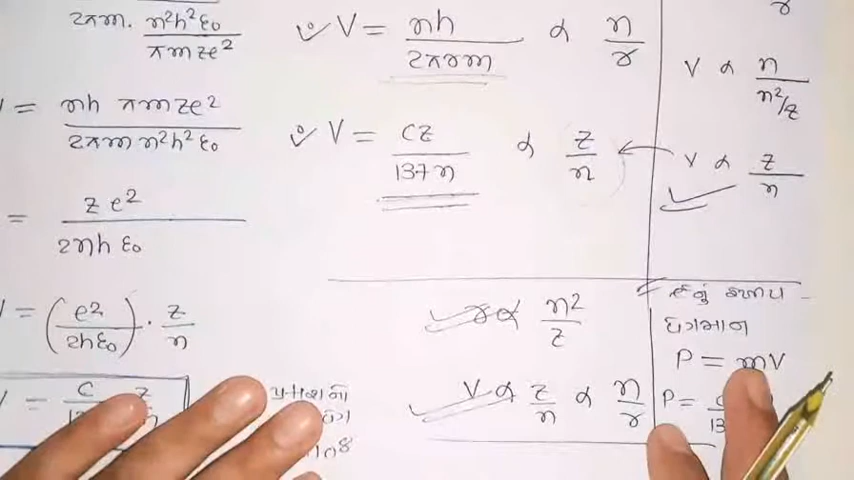 2πm. n²h²ε₀ / πmze²
= nh πmze² / 2πm n²h² ε₀
= ze² / 2nh ε₀
= (e² / 2hε₀) · z/n
= c z
V = nh / 2πrm ∝ n/r
V = cz / 137n ∝ z/n
r ∝ n²/z
V ∝ z/n ∝ n/r
V ∝ n / n²/z
V ∝ z/n
વેગમાન
P = mV
P =